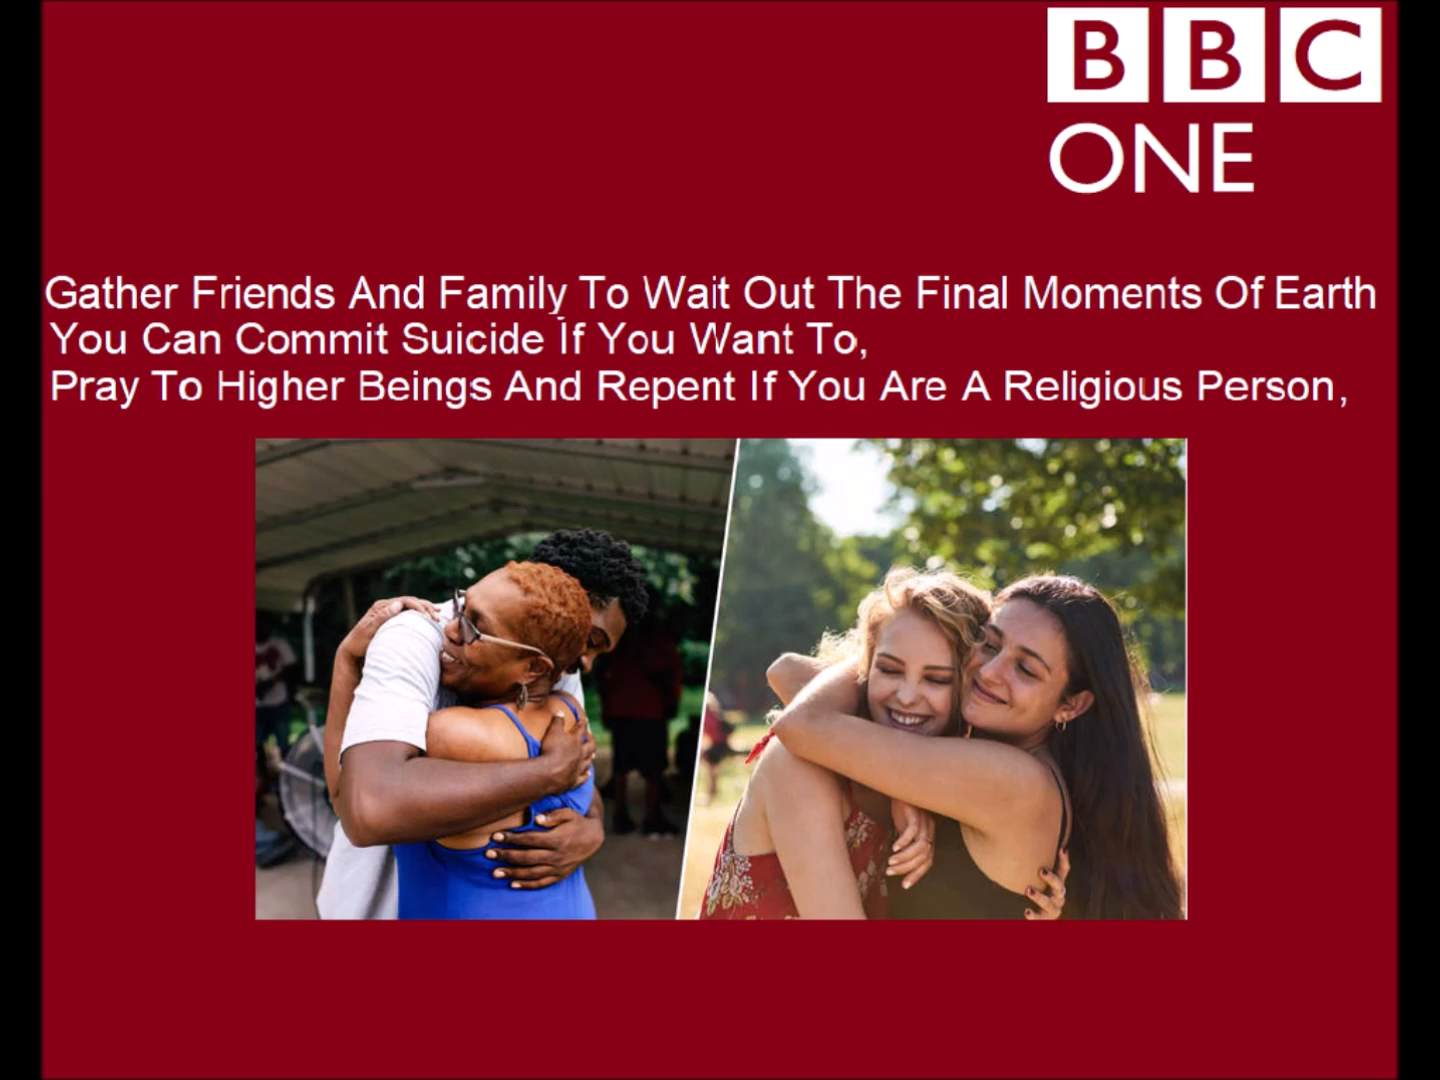 BBC
ONE
Gather Friends And Family To Wait Out The Final Moments Of Earth
You Can Commit Suicide If You Want To,
Pray To Higher Beings And Repent If You Are A Religious Person,